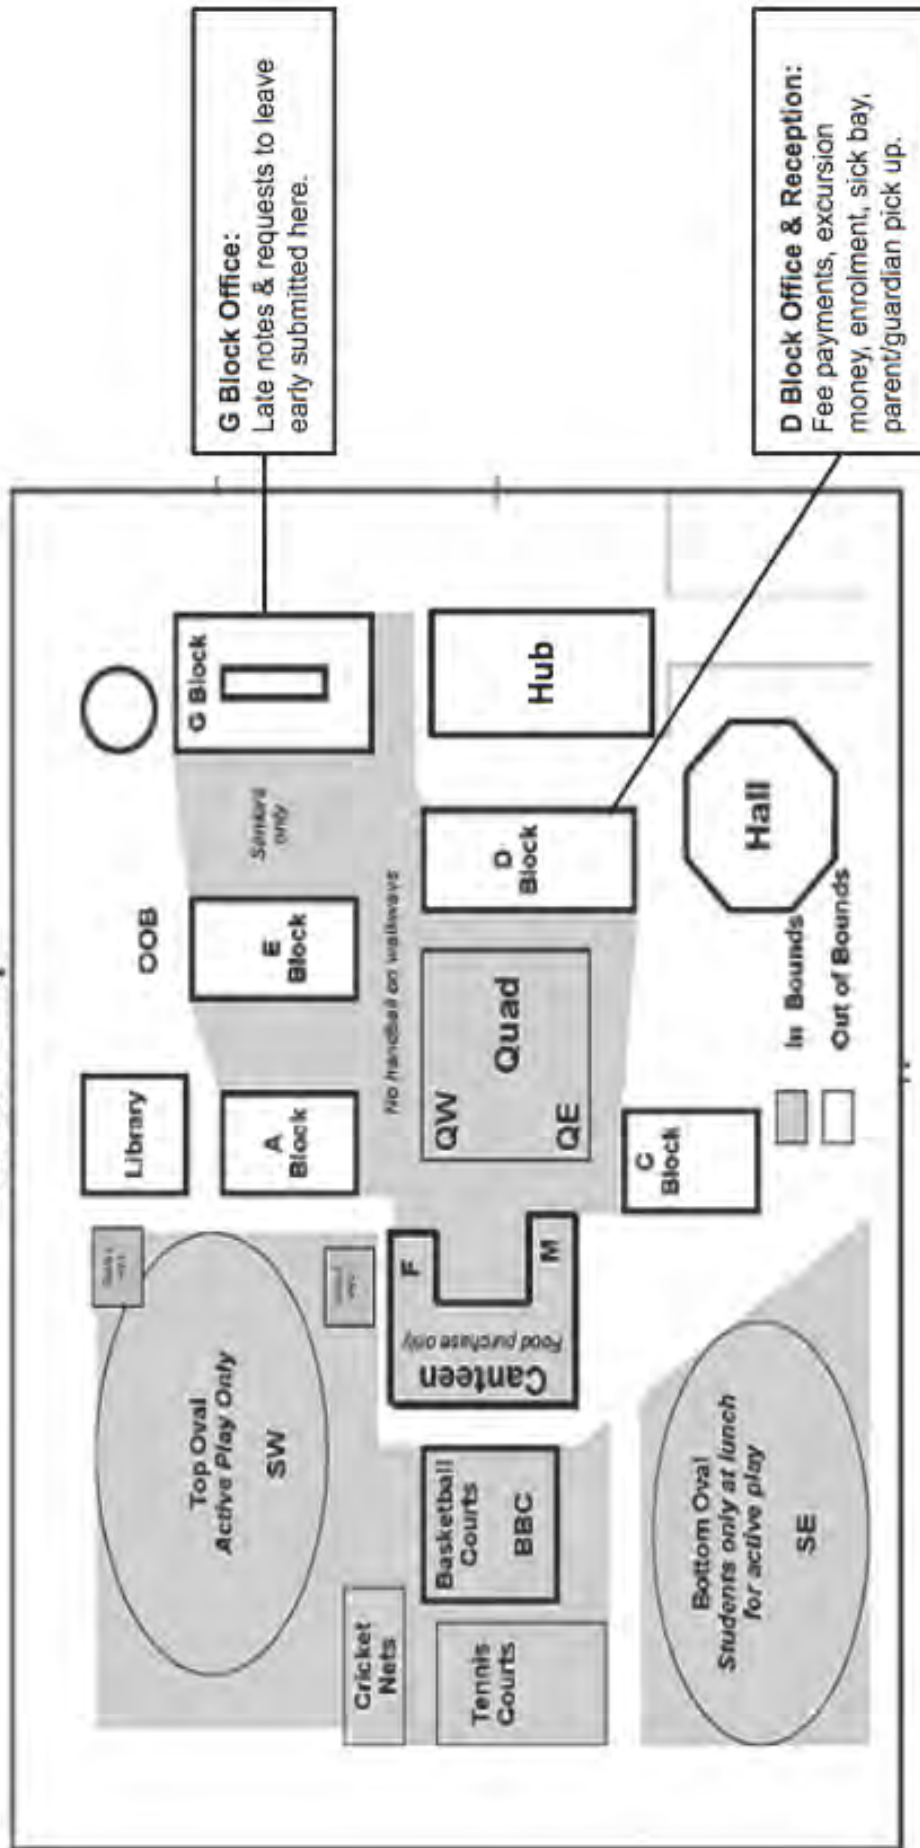 G Block Office:
Late notes & requests to leave
early submitted here.
D Block Office & Reception:
Fee payments, excursion
money, enrolment, sick bay,
parent/guardian pick up.
Library
OOB
G Block
A
Block
E
Block
Seniors
only
No handball on walkways
Top Oval
Active Play Only
SW
Cricket
Nets
Tennis
Courts
Basketball
Courts
BBC
Canteen
Food purchase only
F
M
QW
Quad
QE
D
Block
Hub
C
Block
Hall
In Bounds
Out of Bounds
Bottom Oval
Students only at lunch
for active play
SE